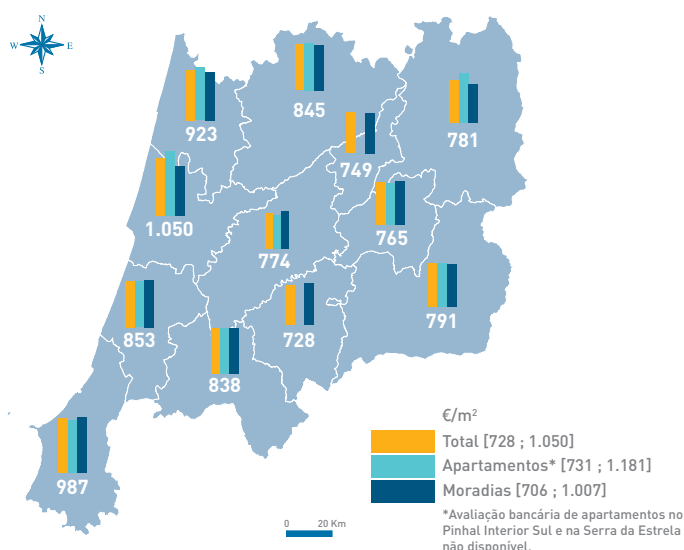 N
W E
S
845
923
781
749
1.050
765
774
791
853
728
838
987
€/m²
Total [728 ; 1.050]
Apartamentos* [731 ; 1.181]
Moradias [706 ; 1.007]
*Avaliação bancária de apartamentos no
Pinhal Interior Sul e na Serra da Estrela
não disponível.
0 20 Km